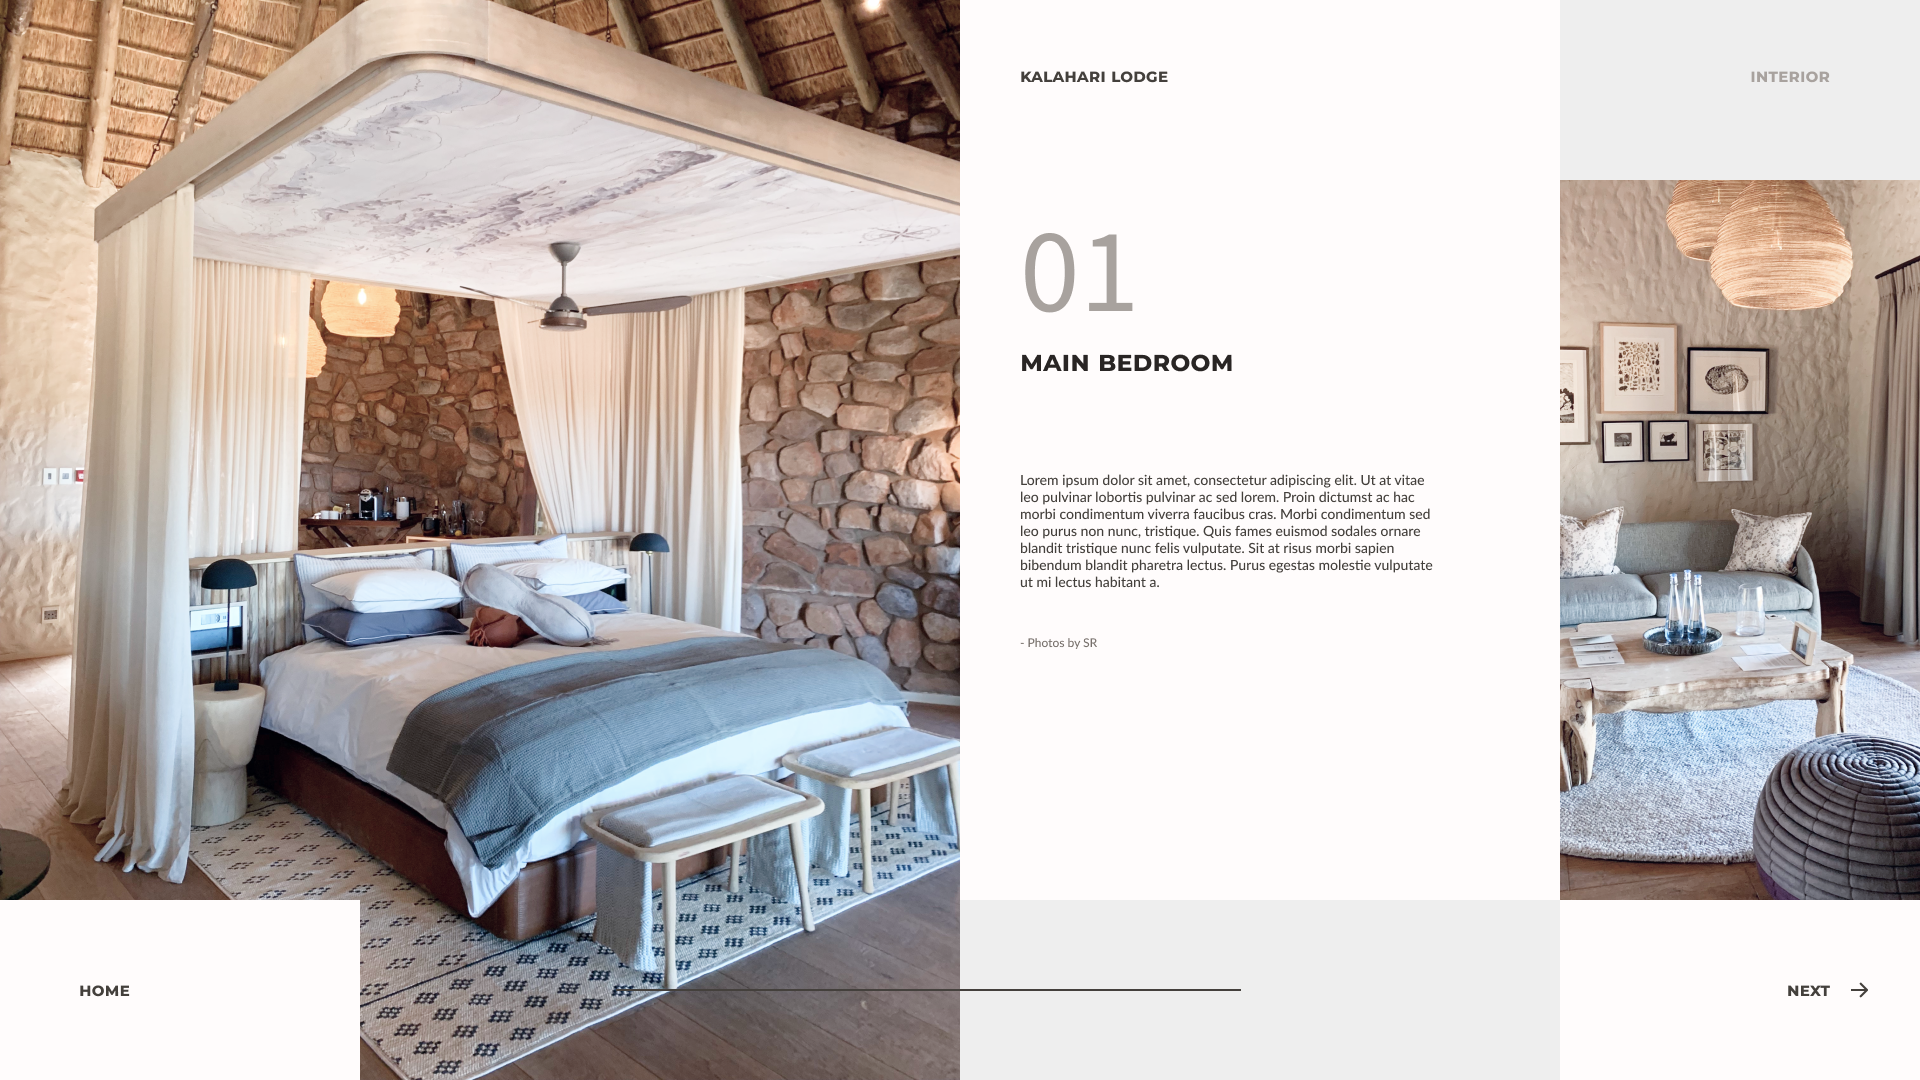 KALAHARI LODGE
INTERIOR
01
MAIN BEDROOM
Lorem ipsum dolor sit amet, consectetur adipiscing elit. Ut at vitae
leo pulvinar lobortis pulvinar ac sed lorem. Proin dictumst ac hac
morbi condimentum viverra faucibus cras. Morbi condimentum sed
leo purus non nunc, tristique. Quis fames euismod sodales ornare
blandit tristique nunc felis vulputate. Sit at risus morbi sapien
bibendum blandit pharetra lectus. Purus egestas molestie vulputate
ut mi lectus habitant a.
- Photos by SR
HOME
NEXT